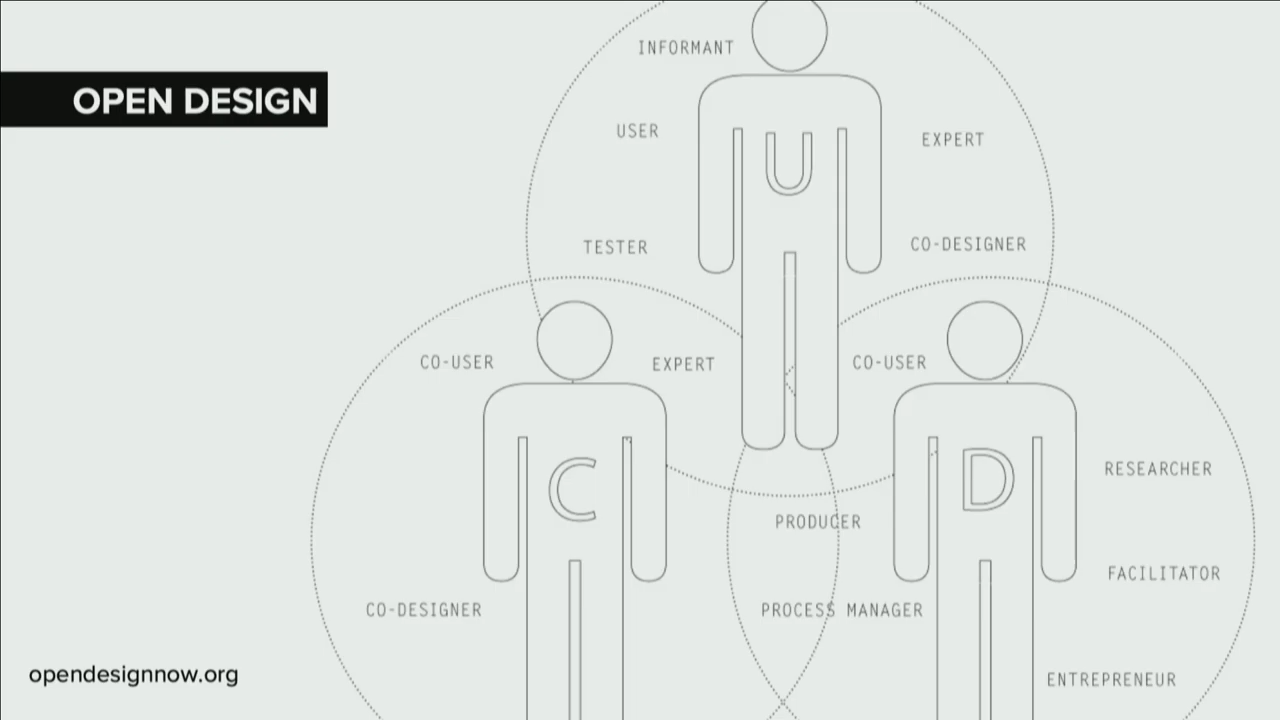 OPEN DESIGN
INFORMANT
USER
U
EXPERT
TESTER
CO-DESIGNER
CO-USER
EXPERT
CO-USER
C
D
RESEARCHER
PRODUCER
FACILITATOR
CO-DESIGNER
PROCESS MANAGER
ENTREPRENEUR
opendesignnow.org